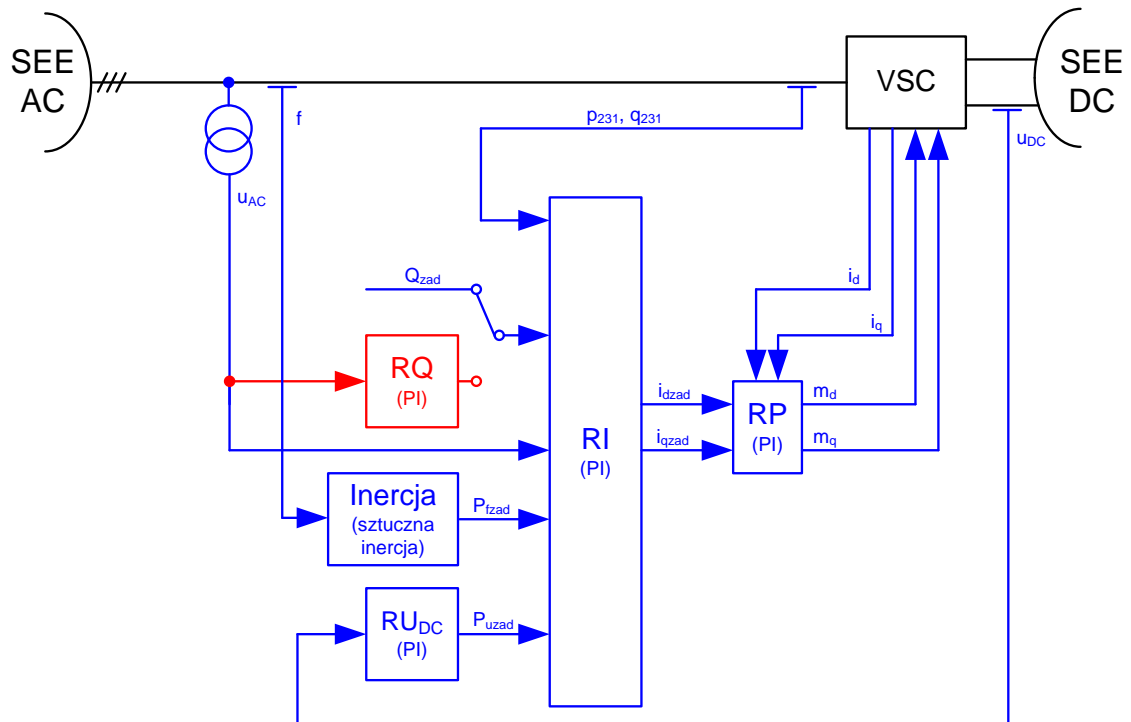 SEE
AC
VSC
SEE
DC
f
p231, q231
uDC
uAC
Qzad
id
iq
RQ
(PI)
idzad
RP
(PI)
md
RI
(PI)
iqzad
mq
Inercja
(sztuczna
inercja)
Pfzad
RUDC
(PI)
Puzad